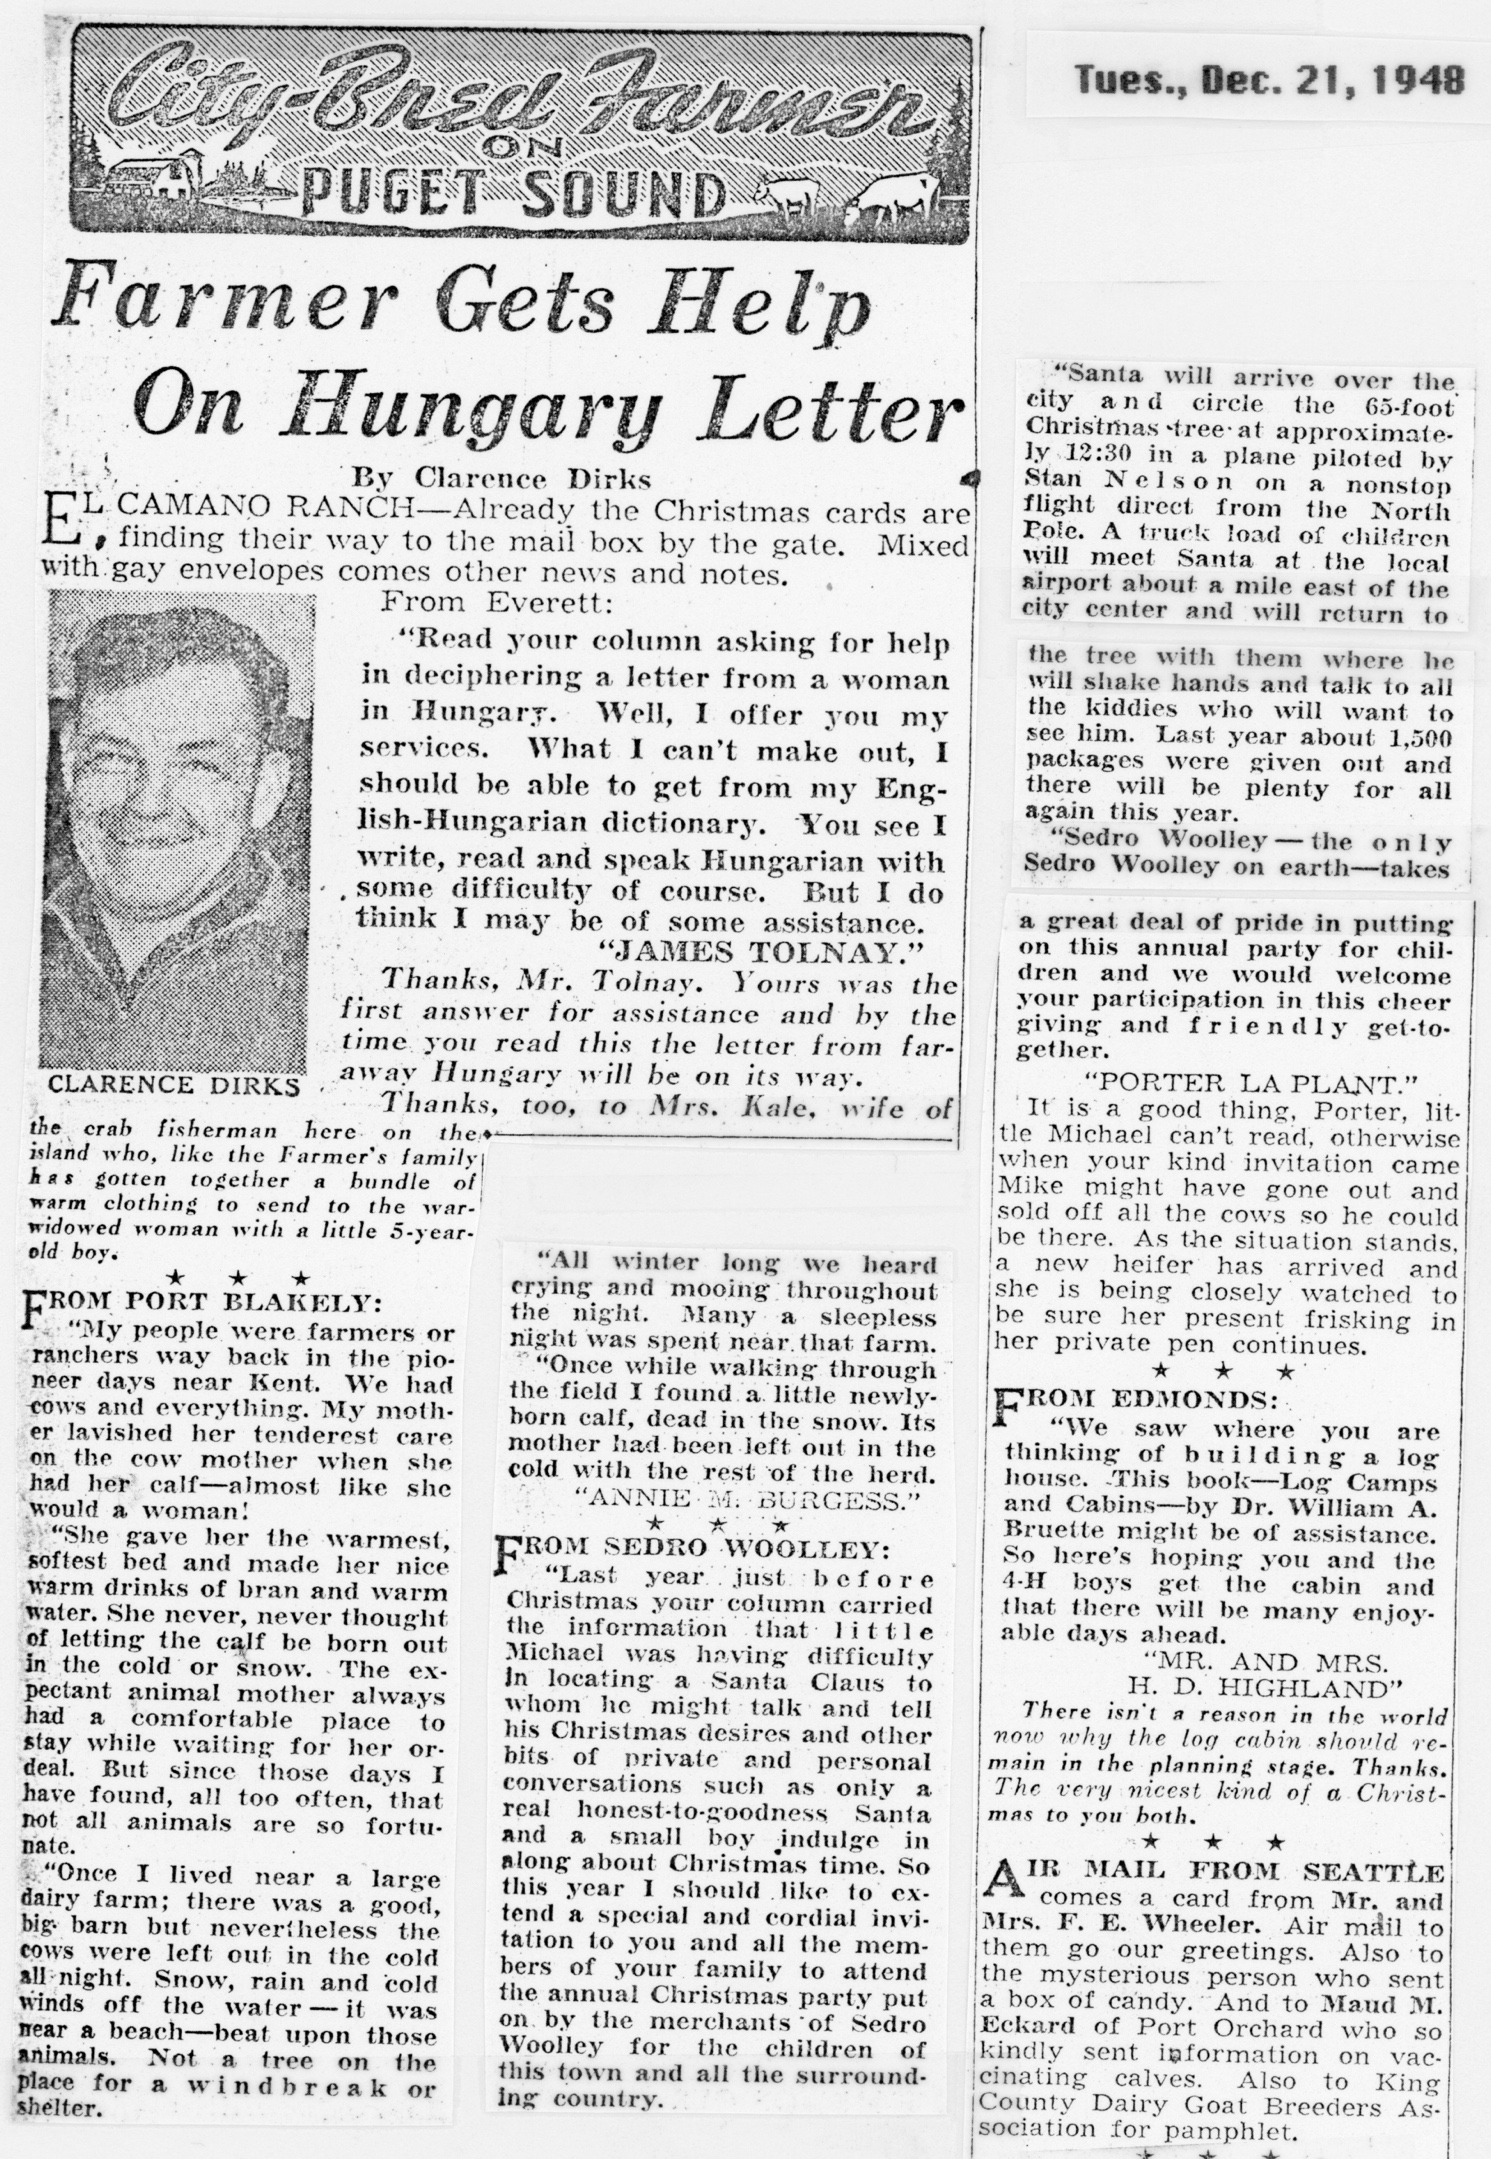 City-Bred Farmer
ON
PUGET SOUND
Tues., Dec. 21, 1948
Farmer Gets Help
On Hungary Letter
By Clarence Dirks
EL CAMANO RANCH—Already the Christmas cards are
finding their way to the mail box by the gate. Mixed
with gay envelopes comes other news and notes.
From Everett:
"Read your column asking for help
in deciphering a letter from a woman
in Hungary. Well, I offer you my
services. What I can't make out, I
should be able to get from my Eng-
lish-Hungarian dictionary. You see I
write, read and speak Hungarian with
some difficulty of course. But I do
think I may be of some assistance.
"JAMES TOLNAY."
Thanks, Mr. Tolnay. Yours was the
first answer for assistance and by the
time you read this the letter from far-
away Hungary will be on its way.
Thanks, too, to Mrs. Kale, wife of
CLARENCE DIRKS
the crab fisherman here on the
island who, like the Farmer's family
has gotten together a bundle of
warm clothing to send to the war-
widowed woman with a little 5-year-
old boy.
FROM PORT BLAKELY:
"My people were farmers or
ranchers way back in the pio-
neer days near Kent. We had
cows and everything. My moth-
er lavished her tenderest care
on the cow mother when she
had her calf—almost like she
would a woman!
"She gave her the warmest,
softest bed and made her nice
warm drinks of bran and warm
water. She never, never thought
of letting the calf be born out
in the cold or snow. The ex-
pectant animal mother always
had a comfortable place to
stay while waiting for her or-
deal. But since those days I
have found, all too often, that
not all animals are so fortu-
nate.
"Once I lived near a large
dairy farm; there was a good,
big barn but nevertheless the
cows were left out in the cold
all night. Snow, rain and cold
winds off the water—it was
near a beach—beat upon those
animals. Not a tree on the
place for a windbreak or
shelter.
"All winter long we heard
crying and mooing throughout
the night. Many a sleepless
night was spent near that farm.
"Once while walking through
the field I found a little newly-
born calf, dead in the snow. Its
mother had been left out in the
cold with the rest of the herd.
"ANNIE M. BURGESS."
FROM SEDRO WOOLLEY:
"Last year just before
Christmas your column carried
the information that little
Michael was having difficulty
in locating a Santa Claus to
whom he might talk and tell
his Christmas desires and other
bits of private and personal
conversations such as only a
real honest-to-goodness Santa
and a small boy indulge in
along about Christmas time. So
this year I should like to ex-
tend a special and cordial invi-
tation to you and all the mem-
bers of your family to attend
the annual Christmas party put
on by the merchants of Sedro
Woolley for the children of
this town and all the surround-
ing country.
"Santa will arrive over the
city and circle the 65-foot
Christmas tree at approximate-
ly 12:30 in a plane piloted by
Stan Nelson on a nonstop
flight direct from the North
Pole. A truck load of children
will meet Santa at the local
airport about a mile east of the
city center and will return to
the tree with them where he
will shake hands and talk to all
the kiddies who will want to
see him. Last year about 1,500
packages were given out and
there will be plenty for all
again this year.
"Sedro Woolley—the only
Sedro Woolley on earth—takes
a great deal of pride in putting
on this annual party for chil-
dren and we would welcome
your participation in this cheer
giving and friendly get-to-
gether.
"PORTER LA PLANT."
It is a good thing, Porter, lit-
tle Michael can't read, otherwise
when your kind invitation came
Mike might have gone out and
sold off all the cows so he could
be there. As the situation stands,
a new heifer has arrived and
she is being closely watched to
be sure her present frisking in
her private pen continues.
FROM EDMONDS:
"We saw where you are
thinking of building a log
house. This book—Log Camps
and Cabins—by Dr. William A.
Bruette might be of assistance.
So here's hoping you and the
4-H boys get the cabin and
that there will be many enjoy-
able days ahead.
"MR. AND MRS.
H. D. HIGHLAND"
There isn't a reason in the world
now why the log cabin should re-
main in the planning stage. Thanks.
The very nicest kind of a Christ-
mas to you both.
AIR MAIL FROM SEATTLE
comes a card from Mr. and
Mrs. F. E. Wheeler. Air mail to
them go our greetings. Also to
the mysterious person who sent
a box of candy. And to Maud M.
Eckard of Port Orchard who so
kindly sent information on vac-
cinating calves. Also to King
County Dairy Goat Breeders As-
sociation for pamphlet.